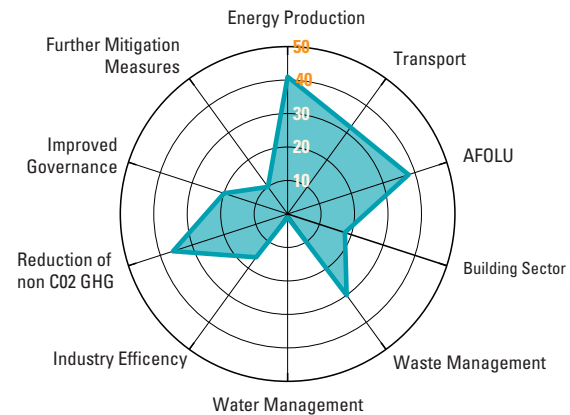 Energy Production
Further Mitigation
Measures
Transport
50
40
30
20
10
Improved
Governance
AFOLU
Reduction of
non C02 GHG
Building Sector
Industry Efficency
Waste Management
Water Management